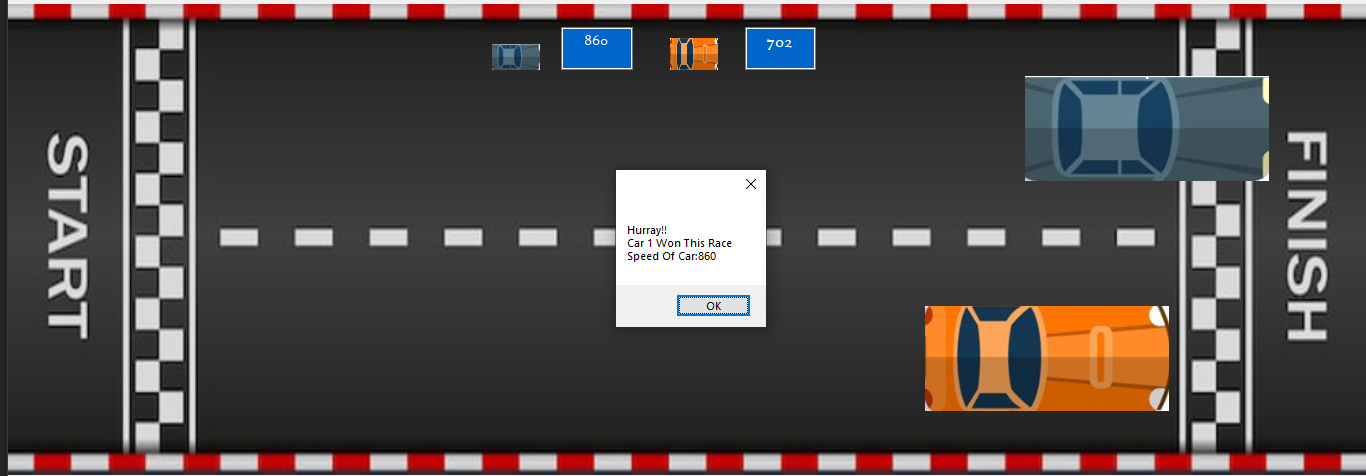 860
702
START
FINISH
Hurray!!
Car 1 Won This Race
Speed Of Car:860
OK